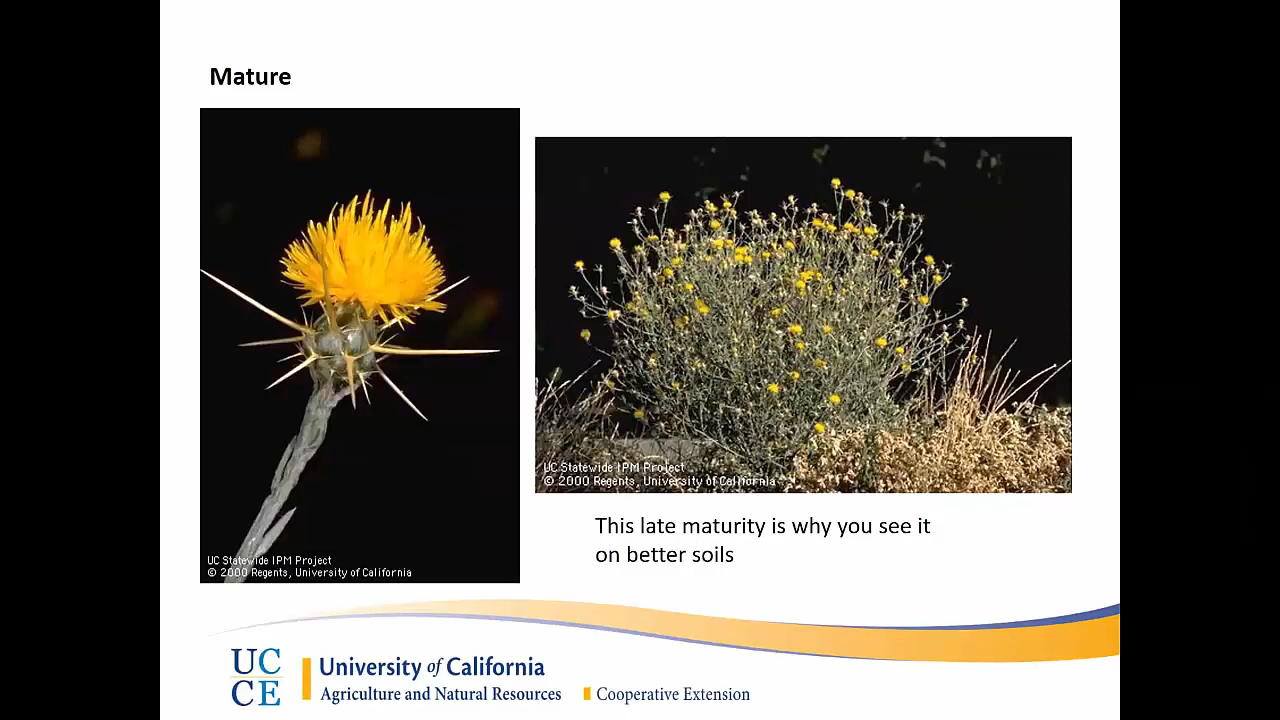 Mature
UC Statewide IPM Project
© 2000 Regents, University of California
UC Statewide IPM Project
© 2000 Regents, University of California
This late maturity is why you see it
on better soils
UC
CE
University of California
Agriculture and Natural Resources
Cooperative Extension